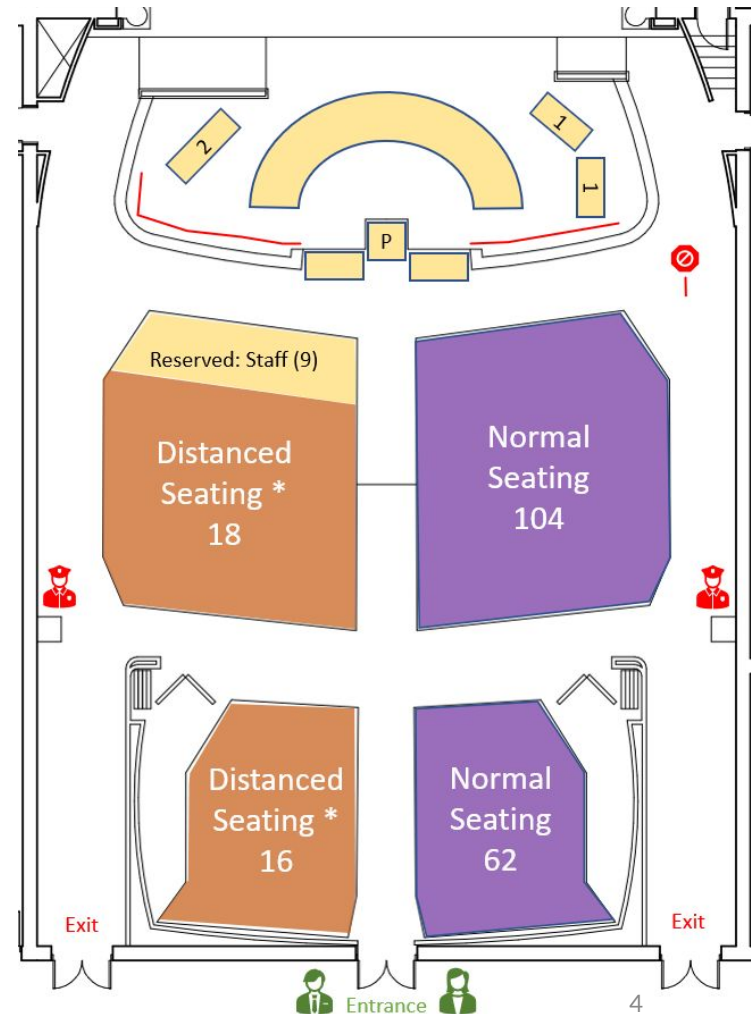 2
1
1
P
Reserved: Staff (9)
Distanced
Seating *
18
Normal
Seating
104
Distanced
Seating *
16
Normal
Seating
62
Exit
Exit
Entrance
4